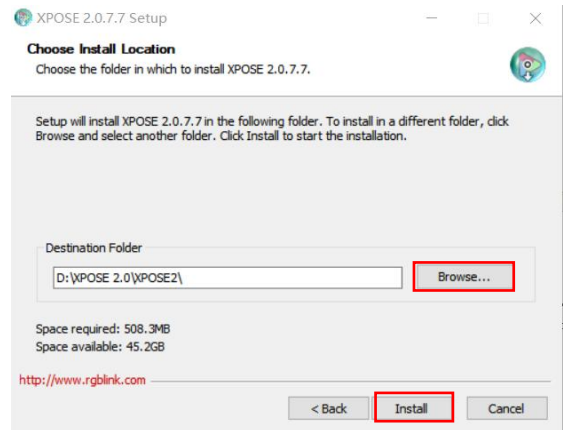 XPOSE 2.0.7.7 Setup
Choose Install Location
Choose the folder in which to install XPOSE 2.0.7.7.
Setup will install XPOSE 2.0.7.7 in the following folder. To install in a different folder, click
Browse and select another folder. Click Install to start the installation.
Destination Folder
D:\XPOSE 2.0\XPOSE2\
Browse...
Space required: 508.3MB
Space available: 45.2GB
http://www.rgblink.com
< Back
Install
Cancel